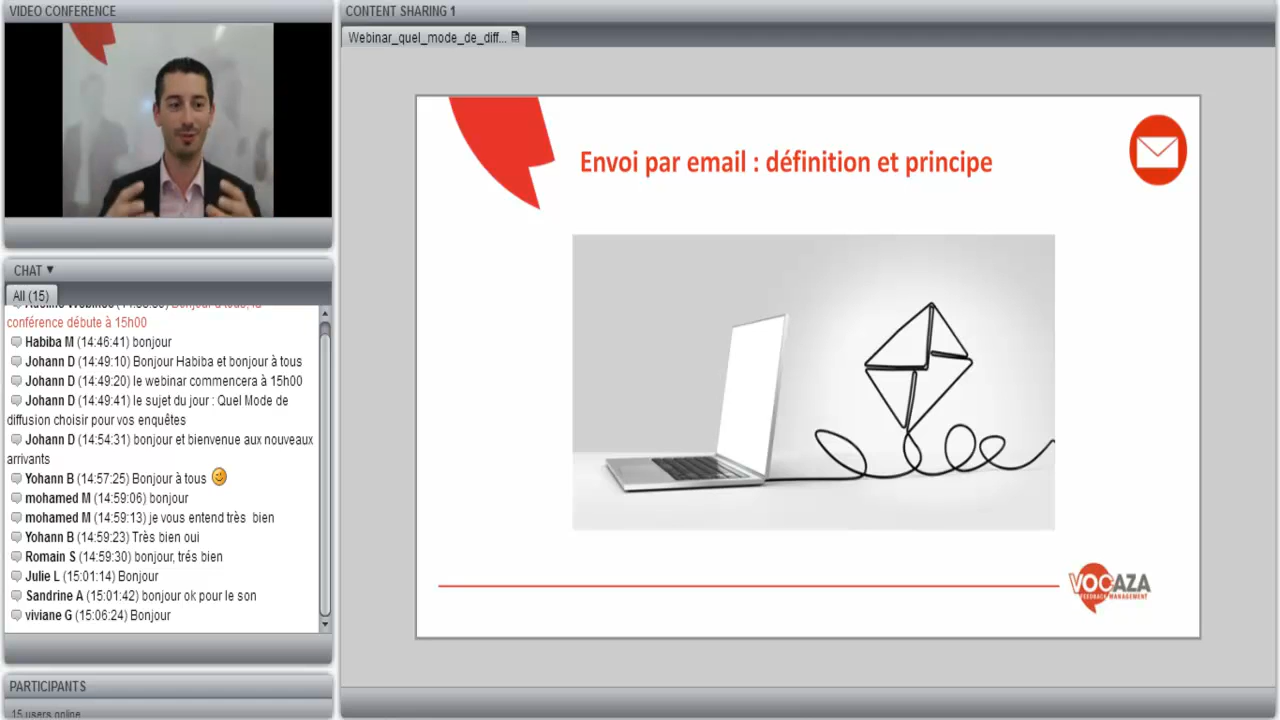 VIDEO CONFERENCE
CHAT ▼
All (15)
conférence débute à 15h00
Habiba M (14:46:41) bonjour
Johann D (14:49:10) Bonjour Habiba et bonjour à tous
Johann D (14:49:20) le webinar commencera à 15h00
Johann D (14:49:41) le sujet du jour : Quel Mode de
diffusion choisir pour vos enquêtes
Johann D (14:54:31) bonjour et bienvenue aux nouveaux
arrivants
Yohann B (14:57:25) Bonjour à tous
mohamed M (14:59:06) bonjour
mohamed M (14:59:13) je vous entend très bien
Yohann B (14:59:23) Très bien oui
Romain S (14:59:30) bonjour, trés bien
Julie L (15:01:14) Bonjour
Sandrine A (15:01:42) bonjour ok pour le son
viviane G (15:06:24) Bonjour
PARTICIPANTS
15 users online
CONTENT SHARING 1
Webinar_quel_mode_de_diff...
Envoi par email : définition et principe
VOCAZA
FEEDBACK MANAGEMENT